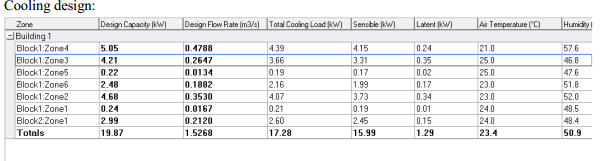 Cooling design:
Zone Design Capacity (kW) Design Flow Rate (m3/s) Total Cooling Load (kW) Sensible (kW) Latent (kW) Air Temperature (°C) Humidity
Building 1
Block1:Zone4 5.05 0.4788 4.39 4.15 0.24 21.0 57.6
Block1:Zone3 4.21 0.2647 3.66 3.31 0.35 25.0 46.8
Block1:Zone5 0.22 0.0134 0.19 0.17 0.02 25.0 47.6
Block1:Zone6 2.48 0.1882 2.16 1.99 0.17 23.0 51.8
Block1:Zone2 4.68 0.3530 4.07 3.73 0.34 23.0 52.0
Block1:Zone1 0.24 0.0167 0.21 0.19 0.01 24.0 48.5
Block2:Zone1 2.99 0.2120 2.60 2.45 0.15 24.0 48.4
Totals 19.87 1.5268 17.28 15.99 1.29 23.4 50.9